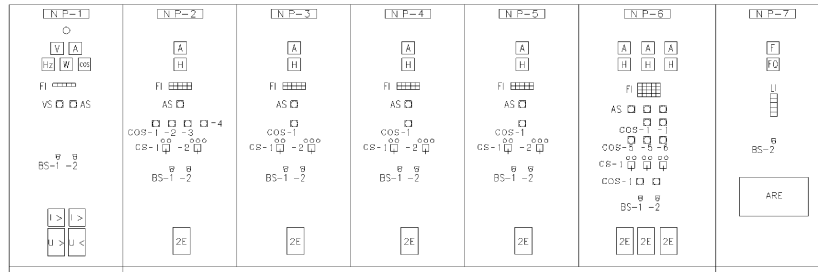 NP-1
V A
Hz W cos
FI
VS AS
BS-1 -2
I > I >
U > U <
NP-2
A
H
FI
AS
-4
COS-1 -2 -3
CS-1 -2
BS-1 -2
2E
NP-3
A
H
FI
AS
COS-1
CS-1 -2
BS-1 -2
2E
NP-4
A
H
FI
AS
COS-1
CS-1 -2
BS-1 -2
2E
NP-5
A
H
FI
AS
COS-1
CS-1 -2
BS-1 -2
2E
NP-6
A A A
H H H
FI
AS
COS-1 -1
COS-5 -5 -6
CS-1
COS-1
BS-1 -2
2E 2E 2E
NP-7
F
FO
LI
BS-2
ARE